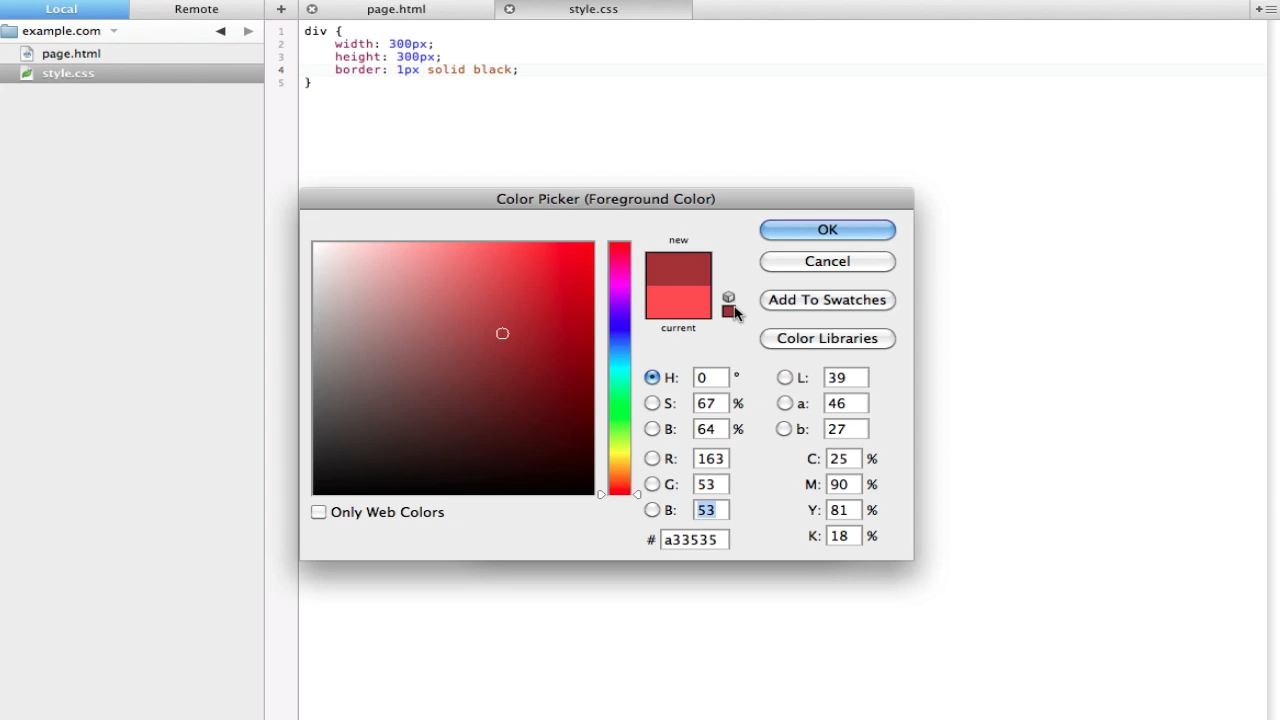 Local Remote + page.html style.css +
example.com
page.html
style.css
1 div {
2 width: 300px;
3 height: 300px;
4 border: 1px solid black;
5 }
Color Picker (Foreground Color)
new
current
OK
Cancel
Add To Swatches
Color Libraries
H: 0 °
S: 67 %
B: 64 %
R: 163
G: 53
B: 53
# a33535
L: 39
a: 46
b: 27
C: 25 %
M: 90 %
Y: 81 %
K: 18 %
Only Web Colors